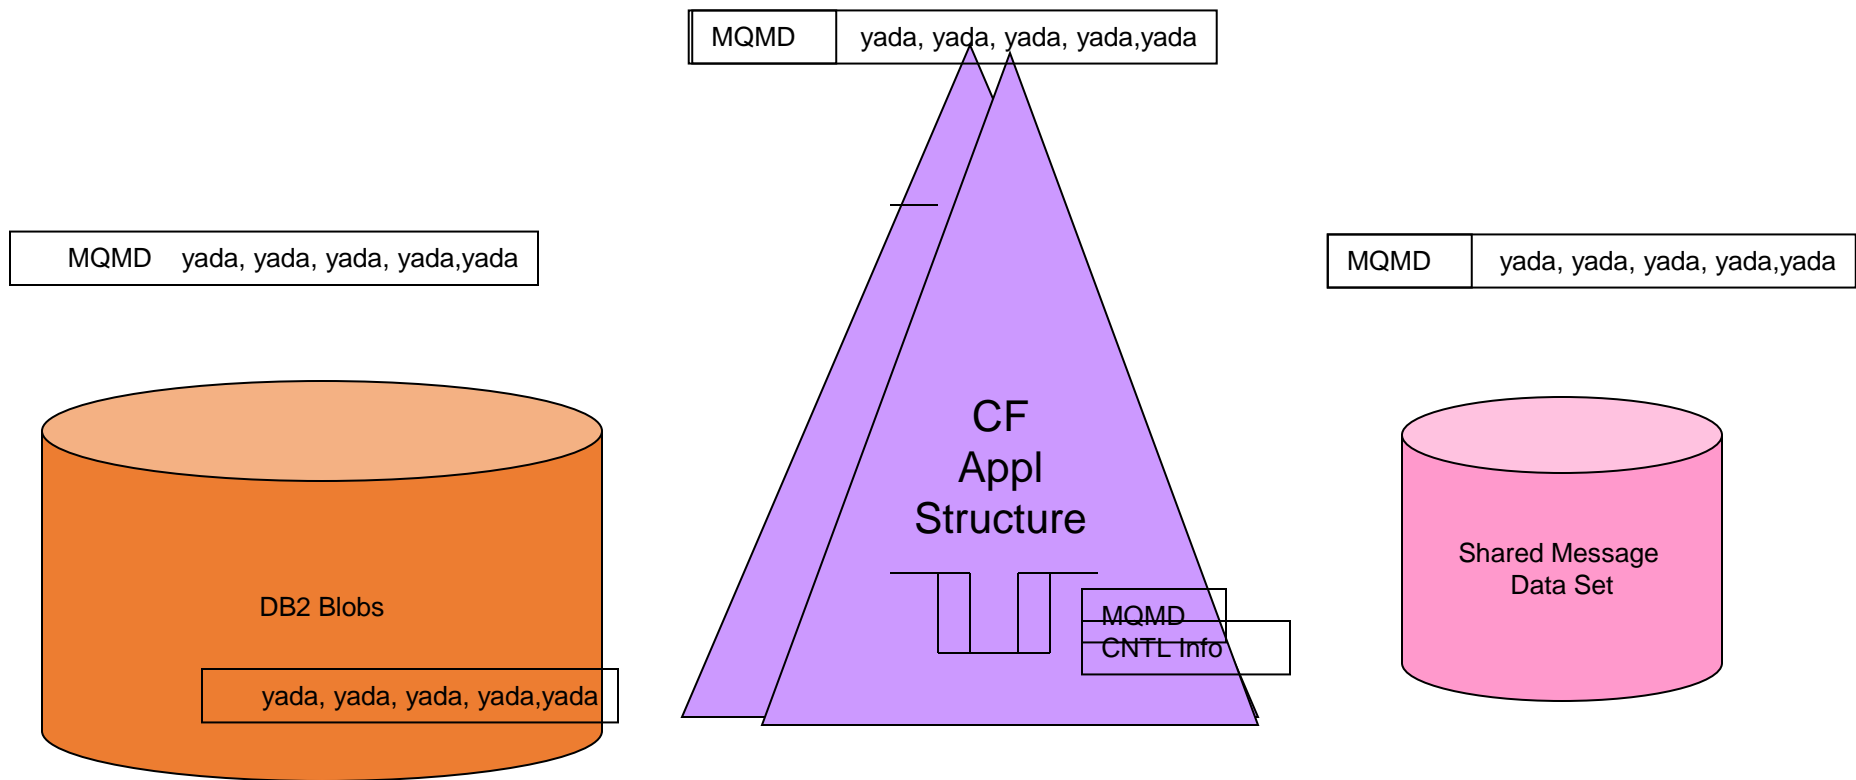 MQMD yada, yada, yada, yada,yada
MQMD yada, yada, yada, yada,yada
MQMD yada, yada, yada, yada,yada
CF
Appl
Structure
Shared Message
Data Set
DB2 Blobs
MQMD
CNTL Info
yada, yada, yada, yada,yada